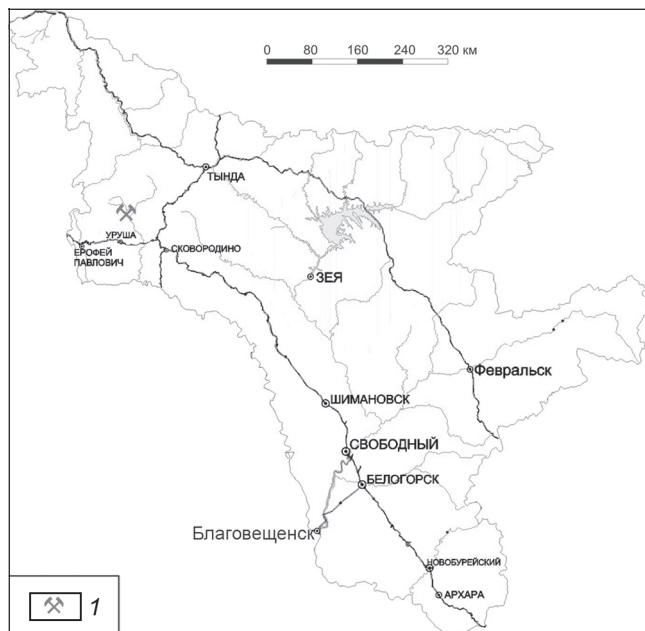 0 80 160 240 320 км
ТЫНДА
УРУША
ЕРОФЕЙ
ПАВЛОВИЧ
СКОВОРОДИНО
ЗЕЯ
Февральск
ШИМАНОВСК
СВОБОДНЫЙ
БЕЛОГОРСК
Благовещенск
НОВОБУРЕЙСКИЙ
АРХАРА
1